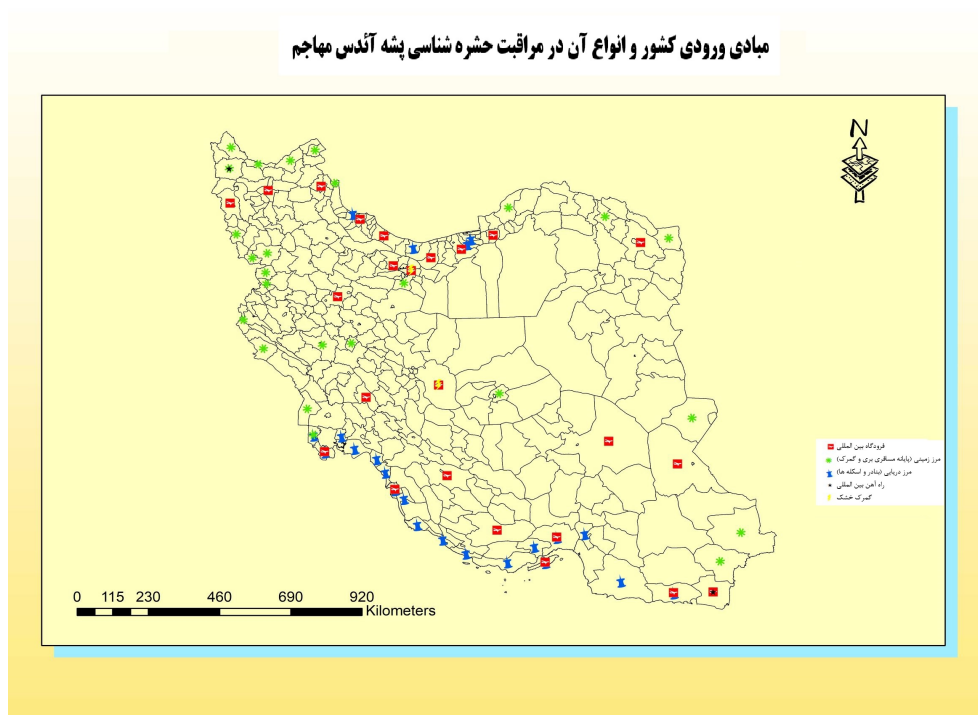 مبادی ورودی کشور و انواع آن در مراقبت حشره شناسی پشه آئدس مهاجم
N
فرودگاه بین المللی
مرز زمینی (پایانه مسافری بری و گمرک)
مرز دریایی (بنادر و اسکله ها)
راه آهن بین المللی
گمرک خشک
0 115 230 460 690 920
Kilometers